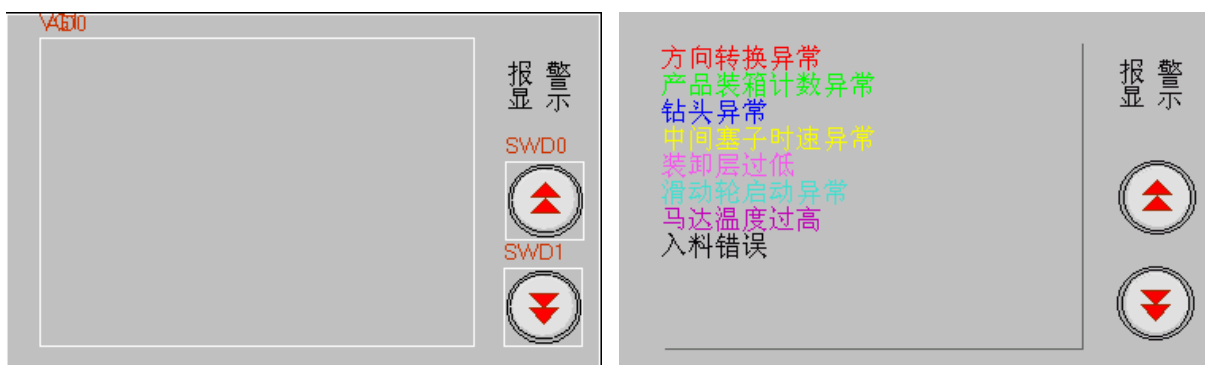 报警
显示
SWD0
SWD1
方向转换异常
产品装箱计数异常
钻头异常
中间塞子时速异常
装卸层过低
滑动轮启动异常
马达温度过高
入料错误
报警
显示